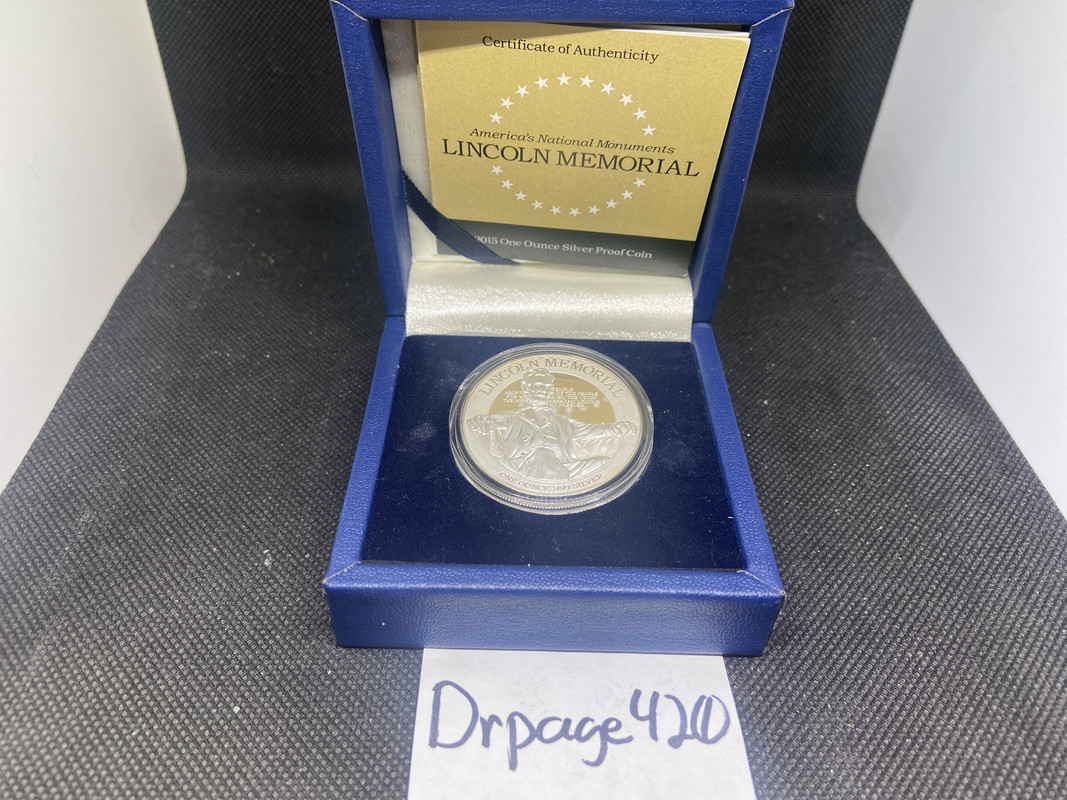 Certificate of Authenticity
America's National Monuments
LINCOLN MEMORIAL
2015 One Ounce Silver Proof Coin
LINCOLN MEMORIAL
ONE OUNCE .999 SILVER
Drpage420